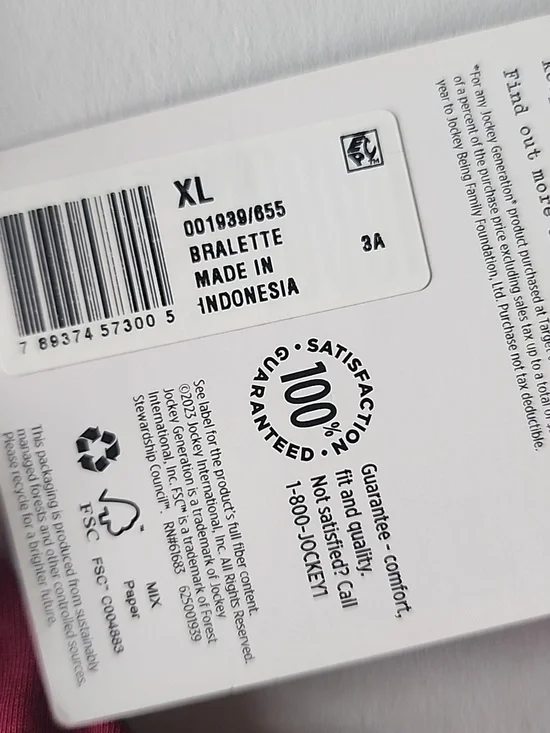 XL
001939/655
BRALETTE
MADE IN
INDONESIA
3A
7 89374 57300 5
Find out more
*For any Jockey Generation® product purchased at Target
of a percent of the purchase price excluding sales tax up to a total of
year to Jockey Being Family Foundation, Ltd. Purchase not tax deductible.
• SATISFACTION •
GUARANTEED
100%
Guarantee - comfort,
fit and quality.
Not satisfied? Call
1-800-JOCKEY1
See label for the product's full fiber content.
©2023 Jockey International, Inc. All Rights Reserved.
Jockey Generation is a trademark of Jockey
International, Inc. FSC™ is a trademark of Forest
Stewardship Council™. RN#61683 625001939
FSC™
MIX
Paper
FSC™ C004883
This packaging is produced from sustainably
managed forests and other controlled sources.
Please recycle for a brighter future.